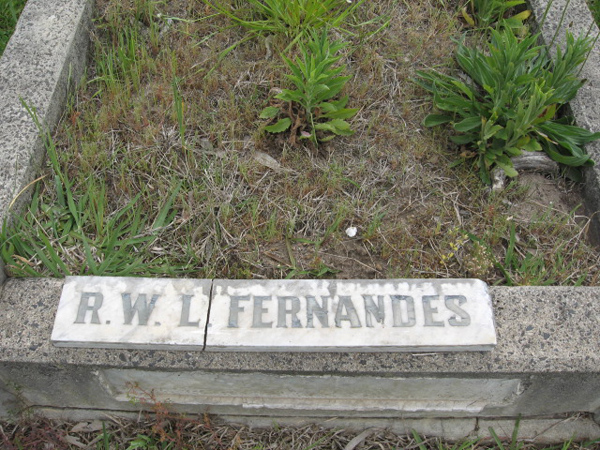 R. W. L FERNANDES